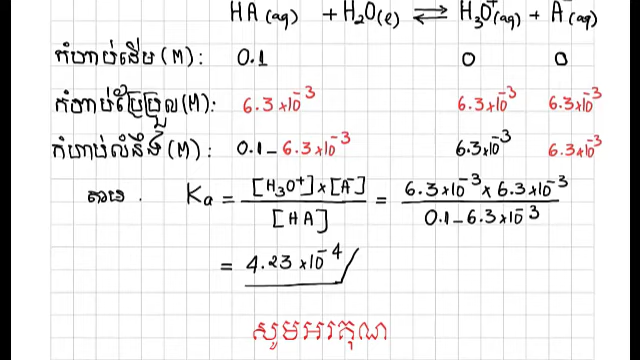 HA(aq) + H₂O(ℓ) ⇌ H₃O⁺(aq) + A⁻(aq)
កំហាប់ដើម(M): 0.1 0 0
កំហាប់ប្រែប្រួល(M): 6.3×10⁻³ 6.3×10⁻³ 6.3×10⁻³
កំហាប់លំនឹង(M): 0.1-6.3×10⁻³ 6.3×10⁻³ 6.3×10⁻³
តាម . Ka = [H₃O⁺]×[A⁻] / [HA] = 6.3×10⁻³ × 6.3×10⁻³ / 0.1-6.3×10⁻³
= 4.23×10⁻⁴
សូមអរគុណ